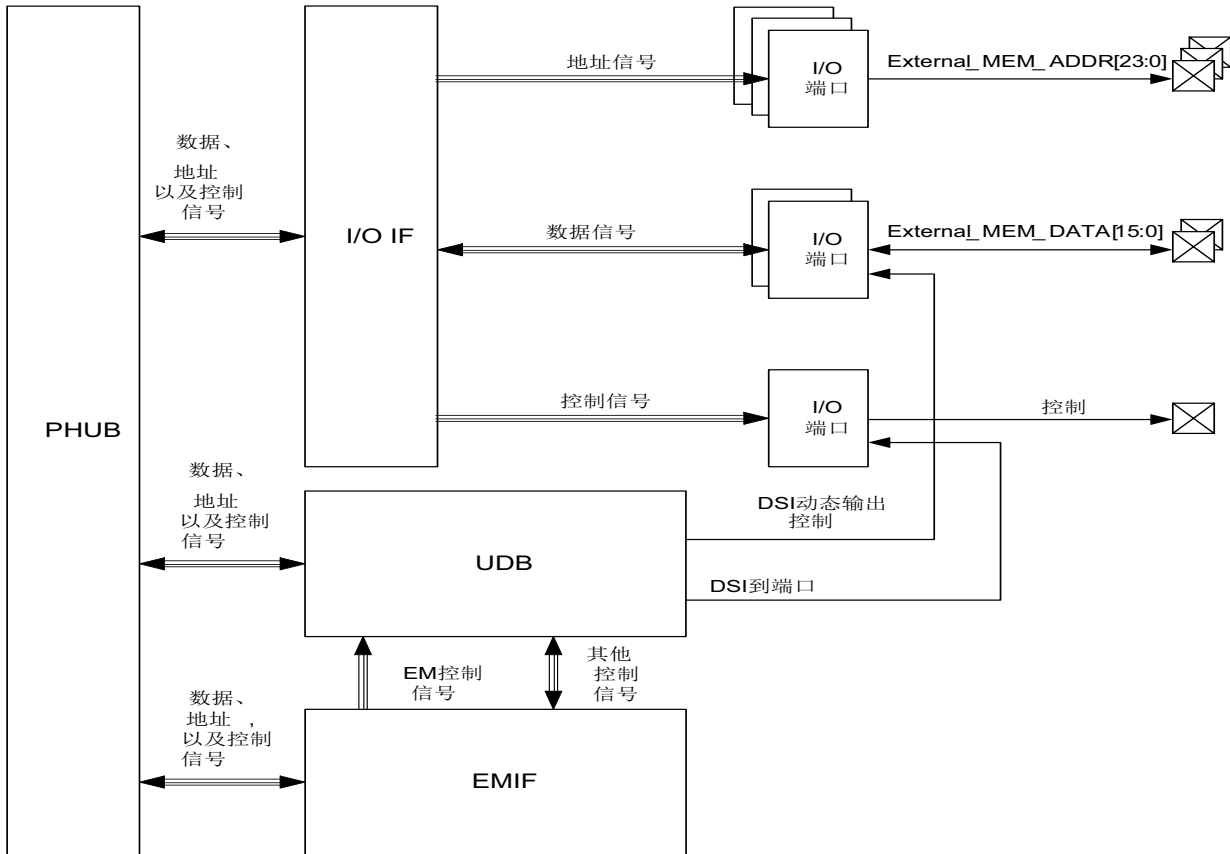 地址信号
I/O
端口
External_MEM_ADDR[23:0]
数据、
地址
以及控制
信号
PHUB
I/O IF
数据信号
I/O
端口
External_MEM_DATA[15:0]
控制信号
I/O
端口
控制
数据、
地址
以及控制
信号
UDB
DSI动态输出
控制
DSI到端口
EM控制
信号
其他
控制
信号
数据、
地址 ,
以及控制
信号
EMIF